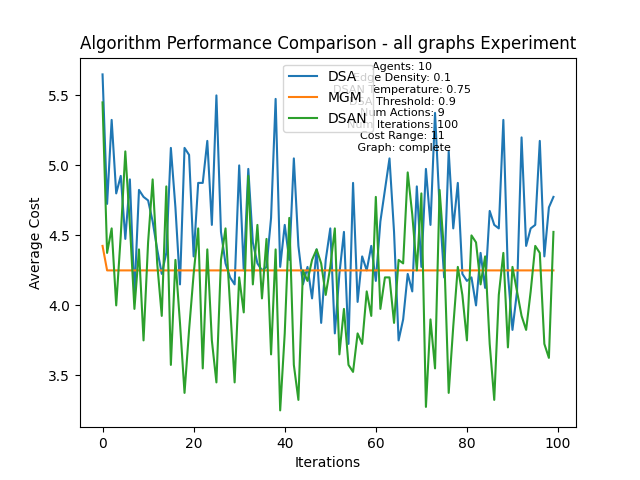 Algorithm Performance Comparison - all graphs Experiment
Agents: 10
Edge Density: 0.1
DSAN Temperature: 0.75
DSA Threshold: 0.9
Num Actions: 9
Num Iterations: 100
Cost Range: 11
Graph: complete
DSA
MGM
DSAN
5.5
5.0
4.5
4.0
3.5
Average Cost
0
20
40
60
80
100
Iterations